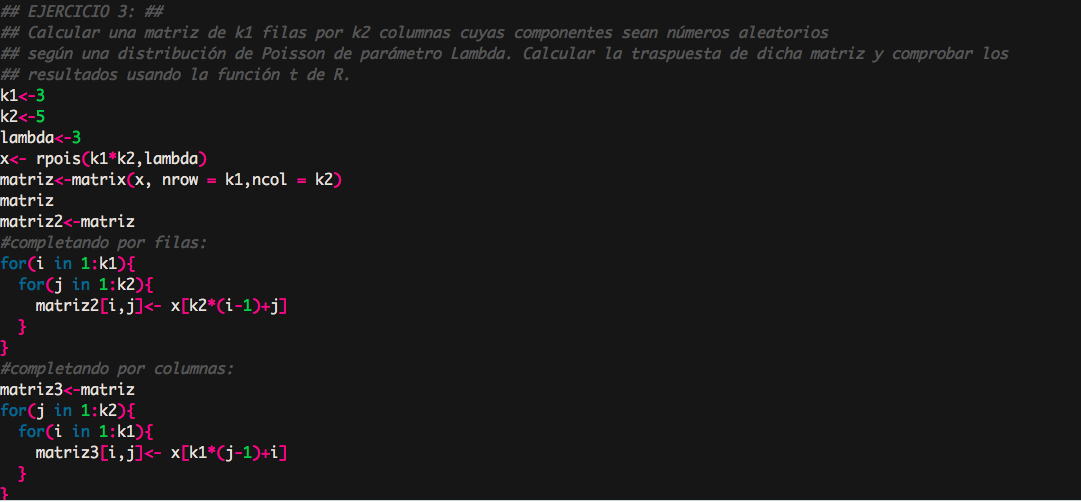 ## EJERCICIO 3: ##
## Calcular una matriz de k1 filas por k2 columnas cuyas componentes sean números aleatorios
## según una distribución de Poisson de parámetro Lambda. Calcular la traspuesta de dicha matriz y comprobar los
## resultados usando la función t de R.
k1<-3
k2<-5
lambda<-3
x<- rpois(k1*k2,lambda)
matriz<-matrix(x, nrow = k1,ncol = k2)
matriz
matriz2<-matriz
#completando por filas:
for(i in 1:k1){
  for(j in 1:k2){
    matriz2[i,j]<- x[k2*(i-1)+j]
  }
}
#completando por columnas:
matriz3<-matriz
for(j in 1:k2){
  for(i in 1:k1){
    matriz3[i,j]<- x[k1*(j-1)+i]
  }
}